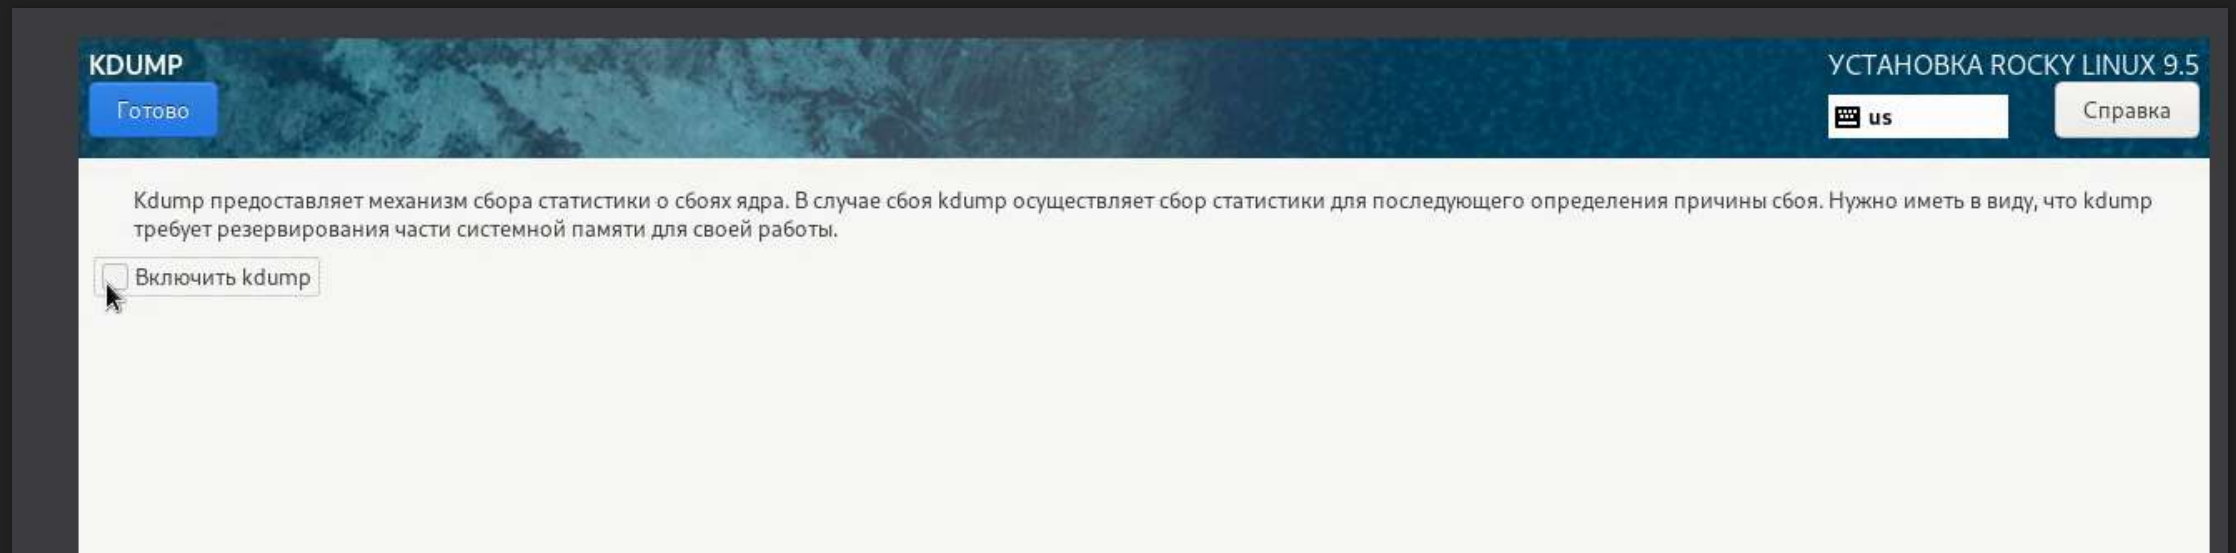 KDUMP
УСТАНОВКА ROCKY LINUX 9.5
Готово
us
Справка
Kdump предоставляет механизм сбора статистики о сбоях ядра. В случае сбоя kdump осуществляет сбор статистики для последующего определения причины сбоя. Нужно иметь в виду, что kdump
требует резервирования части системной памяти для своей работы.
Включить kdump